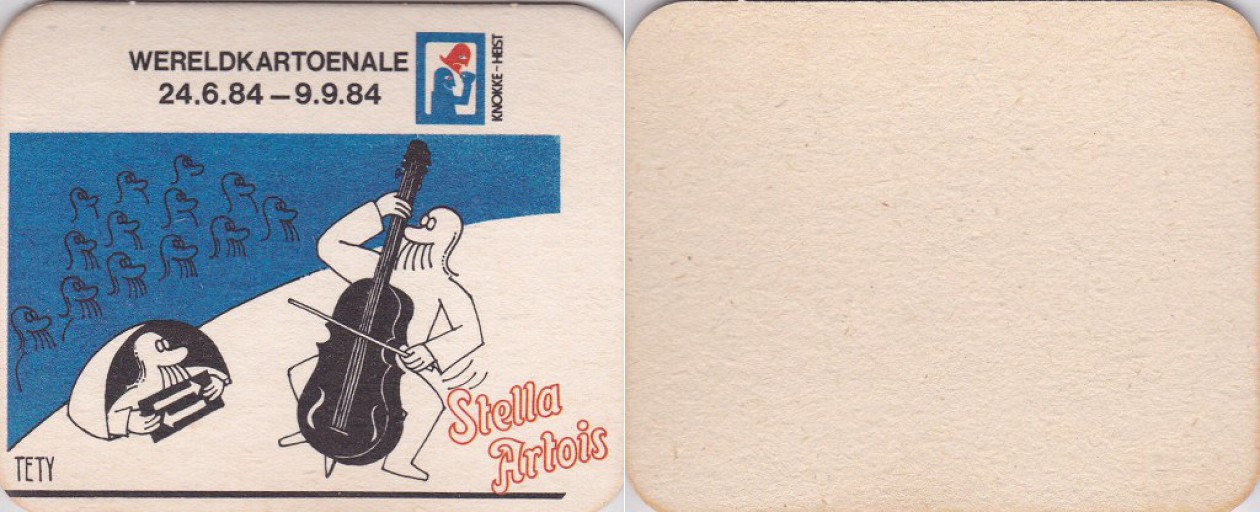 WERELDKARTOENALE
24.6.84 – 9.9.84
KNOKKE - HEIST
Stella
Artois
TETY